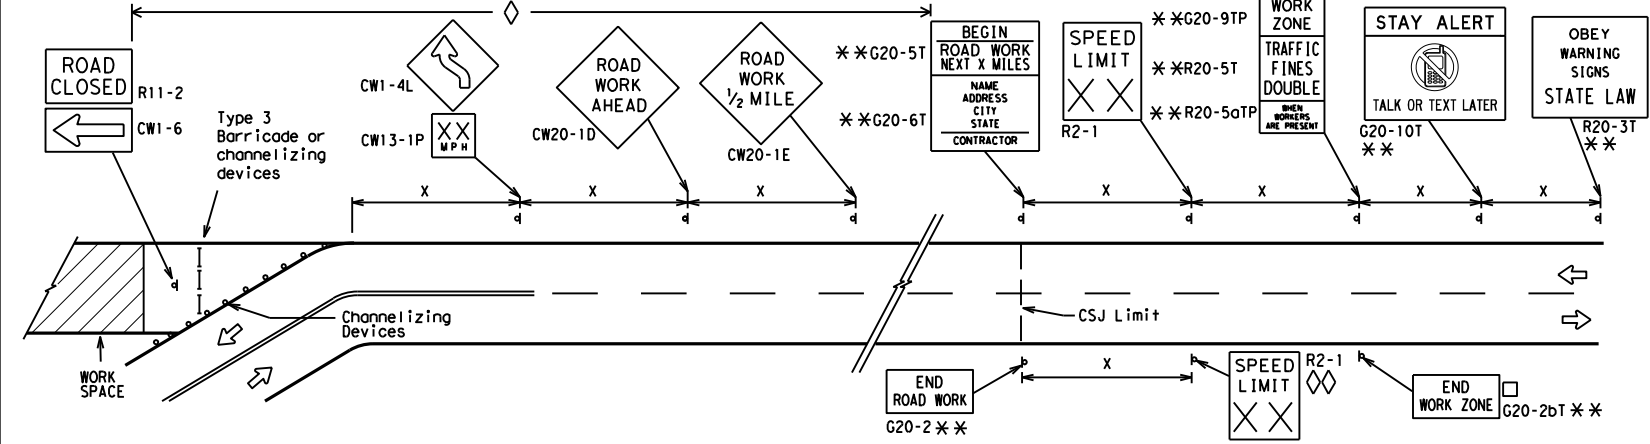 ROAD
CLOSED
R11-2
CW1-6
Type 3
Barricade or
channelizing
devices
CW1-4L
XX
MPH
CW13-1P
ROAD
WORK
AHEAD
CW20-1D
ROAD
WORK
1/2 MILE
CW20-1E
**G20-5T
**G20-6T
BEGIN
ROAD WORK
NEXT X MILES
NAME
ADDRESS
CITY
STATE
CONTRACTOR
SPEED
LIMIT
X X
R2-1
**G20-9TP
**R20-5T
**R20-5aTP
WORK
ZONE
TRAFFIC
FINES
DOUBLE
WHEN
WORKERS
ARE PRESENT
STAY ALERT
TALK OR TEXT LATER
G20-10T
**
OBEY
WARNING
SIGNS
STATE LAW
R20-3T
**
X
X
X
X
X
X
X
Channelizing
Devices
WORK
SPACE
CSJ Limit
X
END
ROAD WORK
G20-2**
SPEED
LIMIT
X X
R2-1
END
WORK ZONE
G20-2bT**